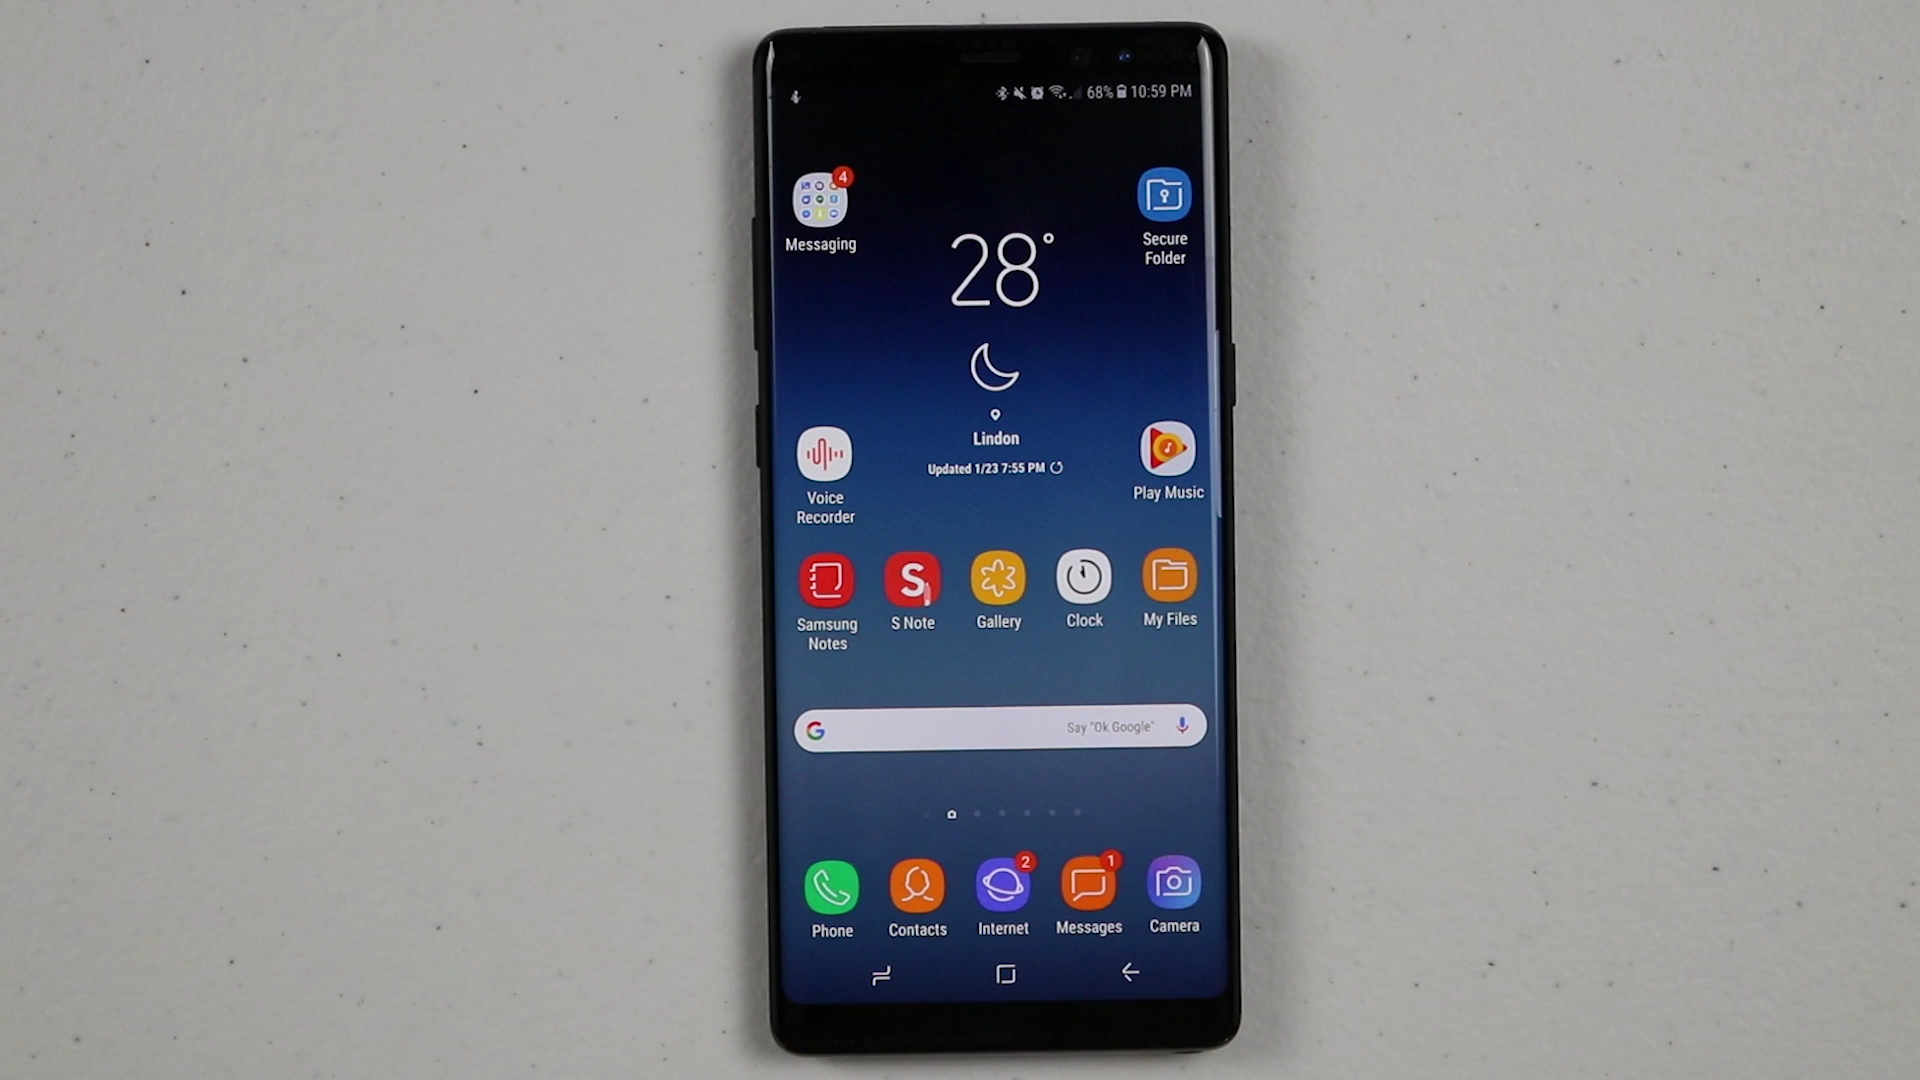 68% 10:59 PM
4
Messaging
Secure
Folder
28°
Lindon
Updated 1/23 7:55 PM
Voice
Recorder
Play Music
S
Samsung
Notes
S Note
Gallery
Clock
My Files
G
Say "Ok Google"
2
1
Phone
Contacts
Internet
Messages
Camera